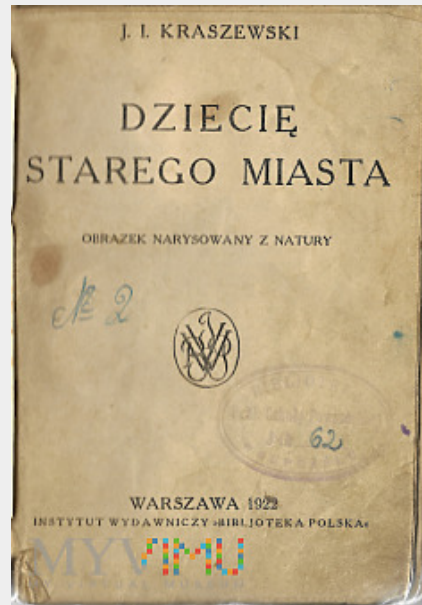 J. I. KRASZEWSKI
DZIECIĘ
STAREGO MIASTA
OBRAZEK NARYSOWANY Z NATURY
№ 2
62
WARSZAWA 1922
INSTYTUT WYDAWNICZY »BIBLJOTEKA POLSKA«
MYVIMU